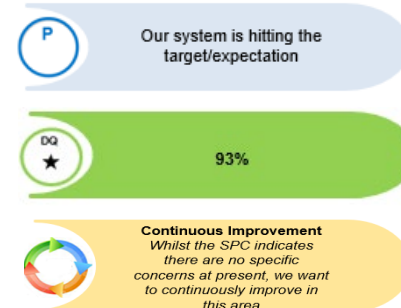 P
Our system is hitting the
target/expectation
DQ
93%
Continuous Improvement
Whilst the SPC indicates
there are no specific
concerns at present, we want
to continuously improve in
this area